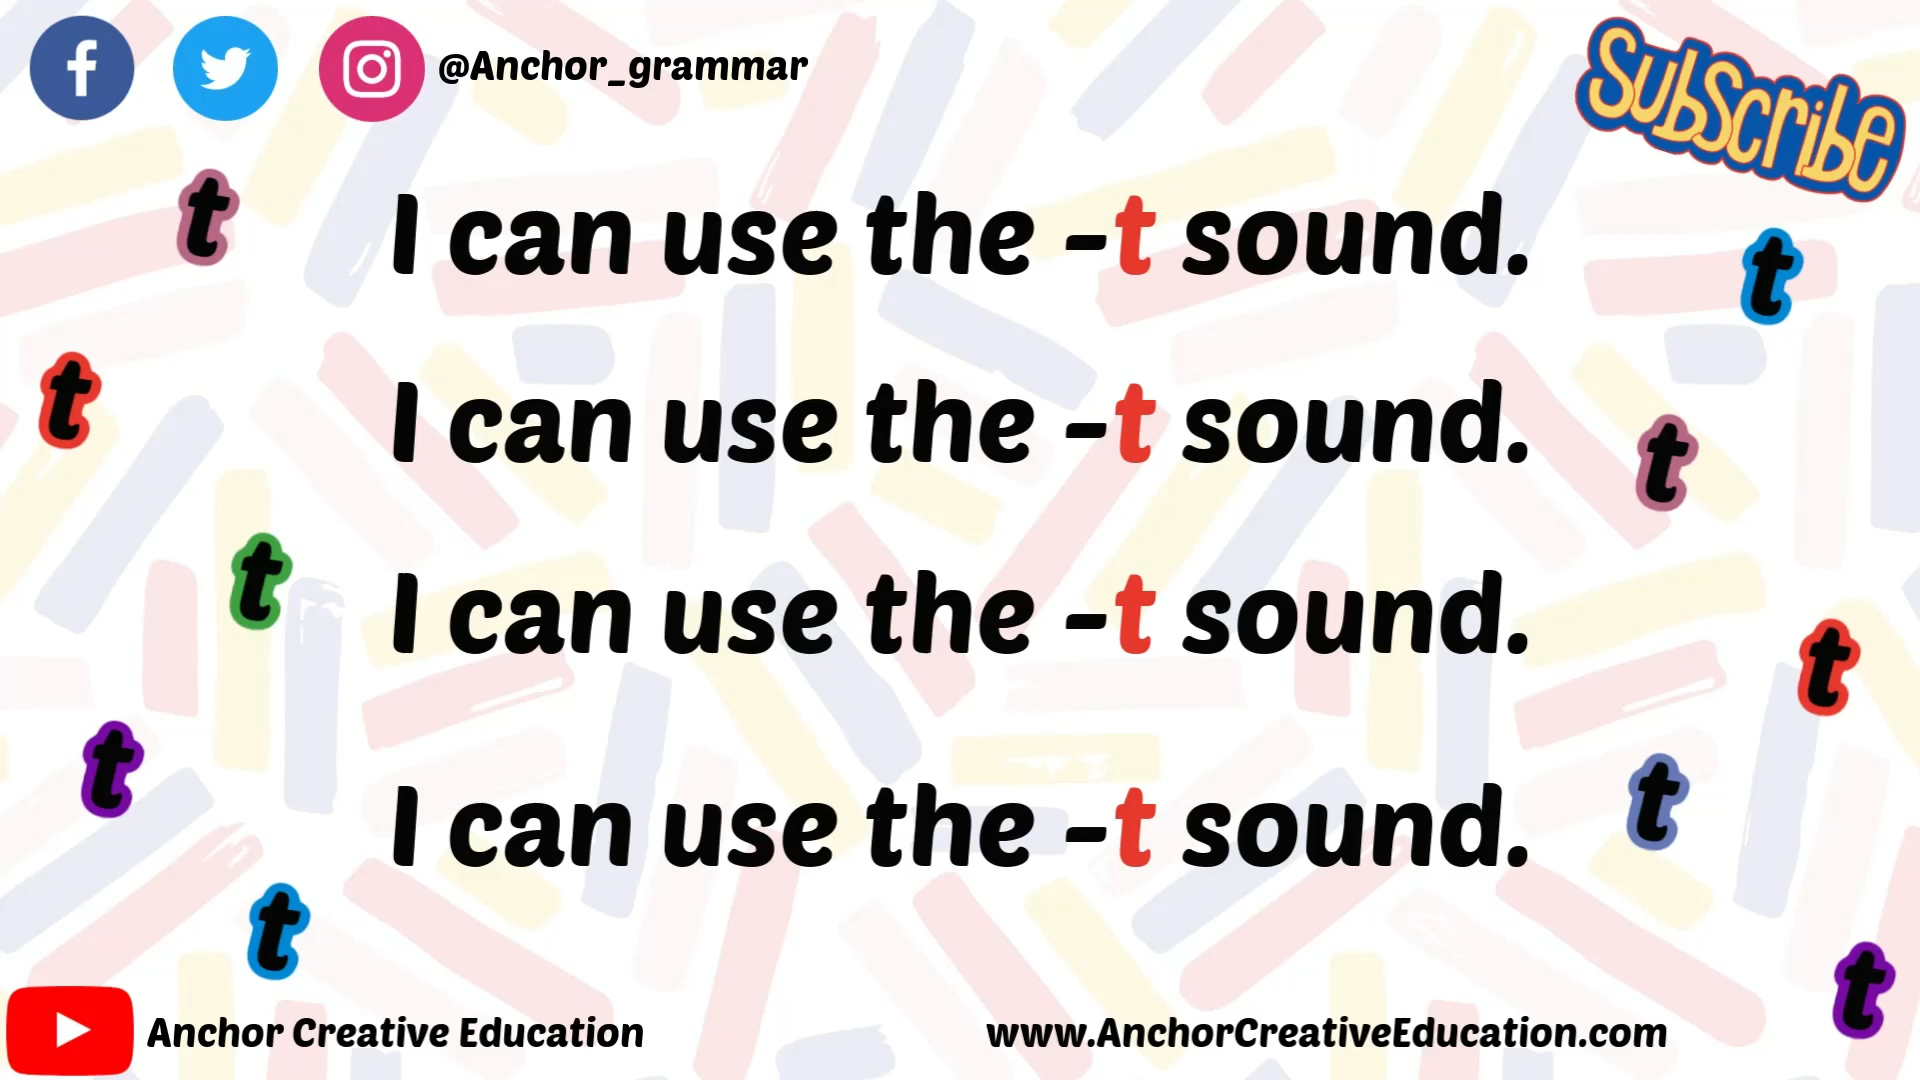 @Anchor_grammar
Subscribe
t
I can use the -t sound.
t
t
I can use the -t sound.
t
t
I can use the -t sound.
t
t
I can use the -t sound.
t
t
t
Anchor Creative Education
www.AnchorCreativeEducation.com